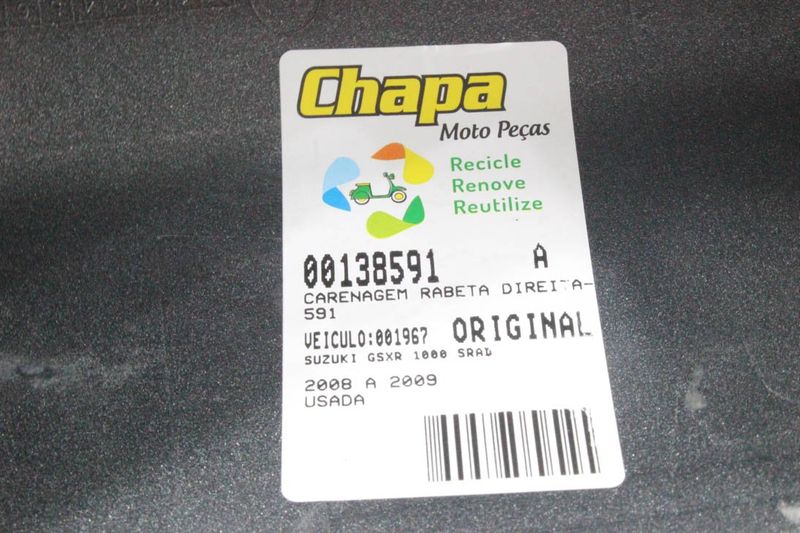 Chapa
Moto Peças
Recicle
Renove
Reutilize
00138591 A
CARENAGEM RABETA DIREITA-
591
VEICULO:001967 ORIGINAL
SUZUKI GSXR 1000 SRAD
2008 A 2009
USADA